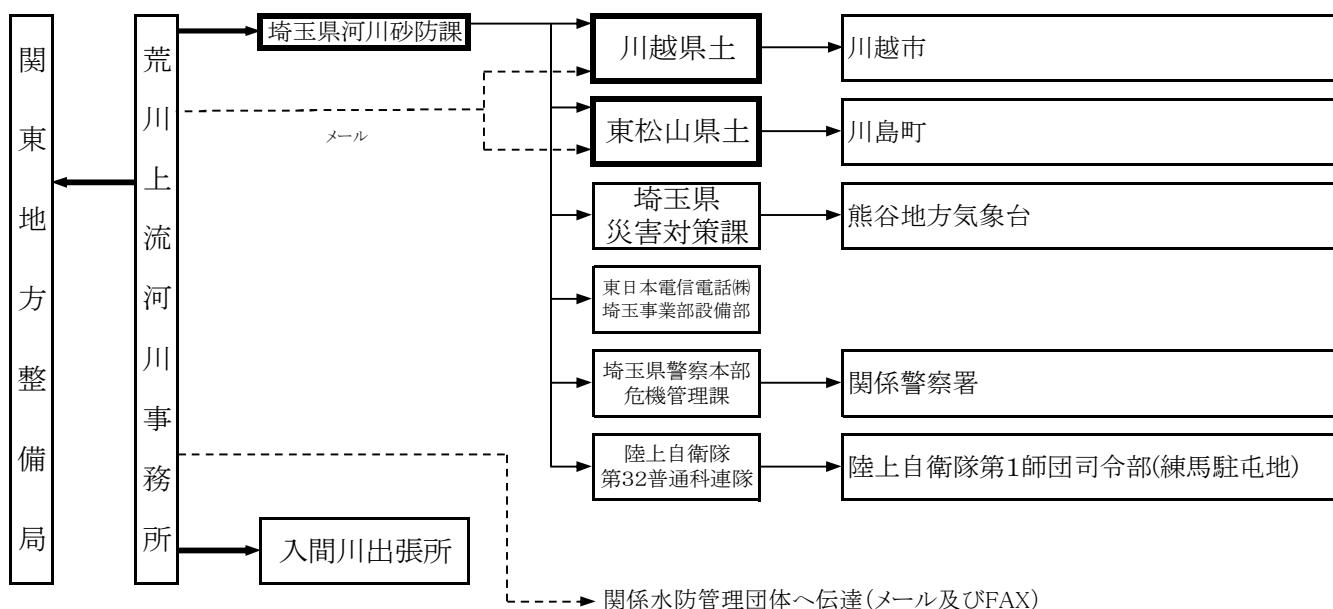 関東地方整備局
荒川上流河川事務所
埼玉県河川砂防課
メール
入間川出張所
川越県土
川越市
東松山県土
川島町
埼玉県
災害対策課
熊谷地方気象台
東日本電信電話㈱
埼玉事業部設備部
埼玉県警察本部
危機管理課
関係警察署
陸上自衛隊
第32普通科連隊
陸上自衛隊第1師団司令部(練馬駐屯地)
関係水防管理団体へ伝達(メール及びFAX)